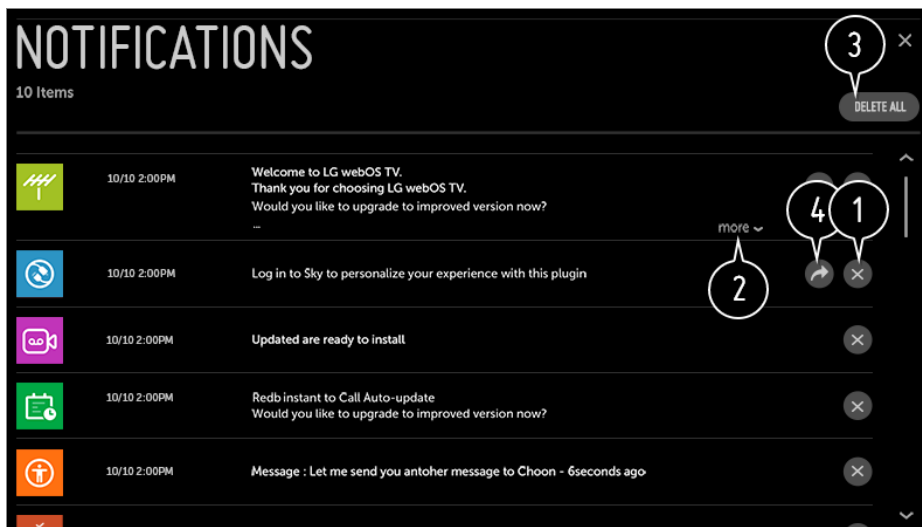 NOTIFICATIONS
3
10 Items
DELETE ALL
10/10 2:00PM
Welcome to LG webOS TV.
Thank you for choosing LG webOS TV.
Would you like to upgrade to improved version now?
...
more
4
1
10/10 2:00PM
Log in to Sky to personalize your experience with this plugin
2
10/10 2:00PM
Updated are ready to install
10/10 2:00PM
Redb instant to Call Auto-update
Would you like to upgrade to improved version now?
10/10 2:00PM
Message : Let me send you antoher message to Choon - 6seconds ago